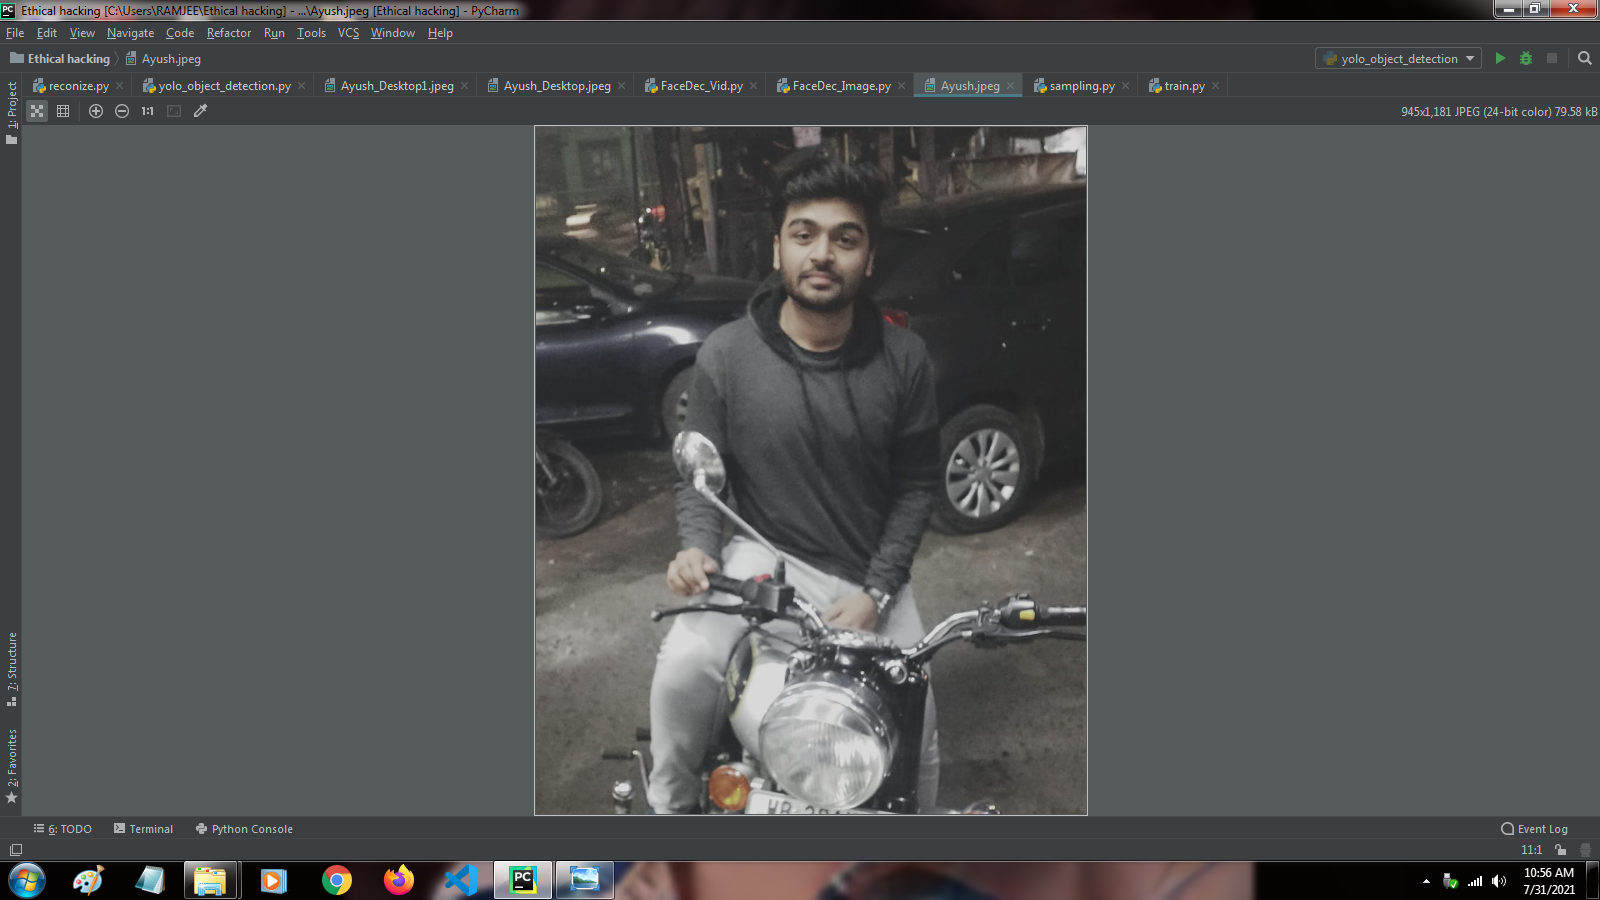 Ethical hacking [C:\Users\RAMJEE\Ethical hacking] - ...\Ayush.jpeg [Ethical hacking] - PyCharm
File Edit View Navigate Code Refactor Run Tools VCS Window Help
Ethical hacking Ayush.jpeg yolo_object_detection
reconize.py yolo_object_detection.py Ayush_Desktop1.jpeg Ayush_Desktop.jpeg FaceDec_Vid.py FaceDec_Image.py Ayush.jpeg sampling.py train.py
1:1 945x1,181 JPEG (24-bit color) 79.58 kB
1: Project
7: Structure
2: Favorites
6: TODO Terminal Python Console Event Log
11:1
PC
10:56 AM
7/31/2021